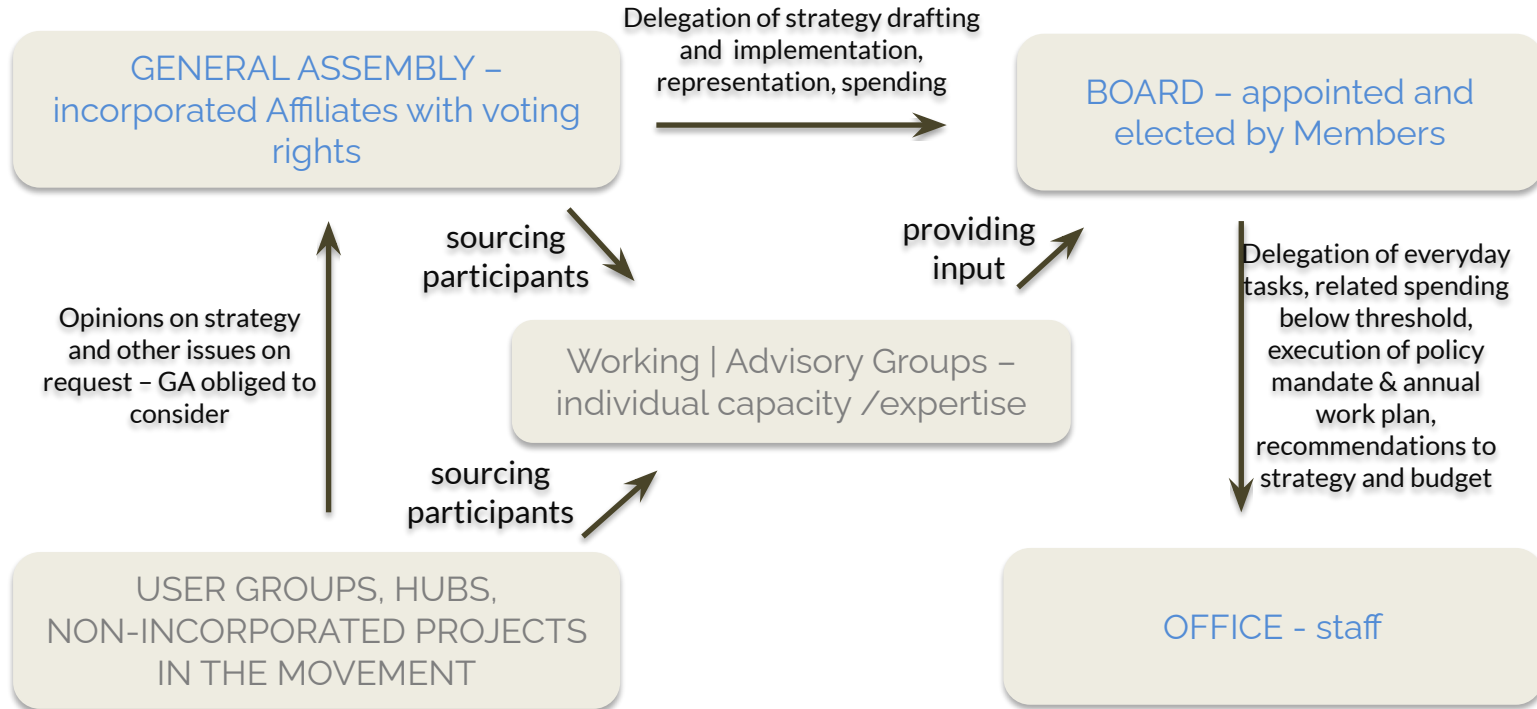 Delegation of strategy drafting
and implementation,
representation, spending
GENERAL ASSEMBLY –
incorporated Affiliates with voting
rights
BOARD – appointed and
elected by Members
sourcing
participants
providing
input
Opinions on strategy
and other issues on
request – GA obliged to
consider
Working | Advisory Groups –
individual capacity /expertise
Delegation of everyday
tasks, related spending
below threshold,
execution of policy
mandate & annual
work plan,
recommendations to
strategy and budget
sourcing
participants
USER GROUPS, HUBS,
NON-INCORPORATED PROJECTS
IN THE MOVEMENT
OFFICE - staff